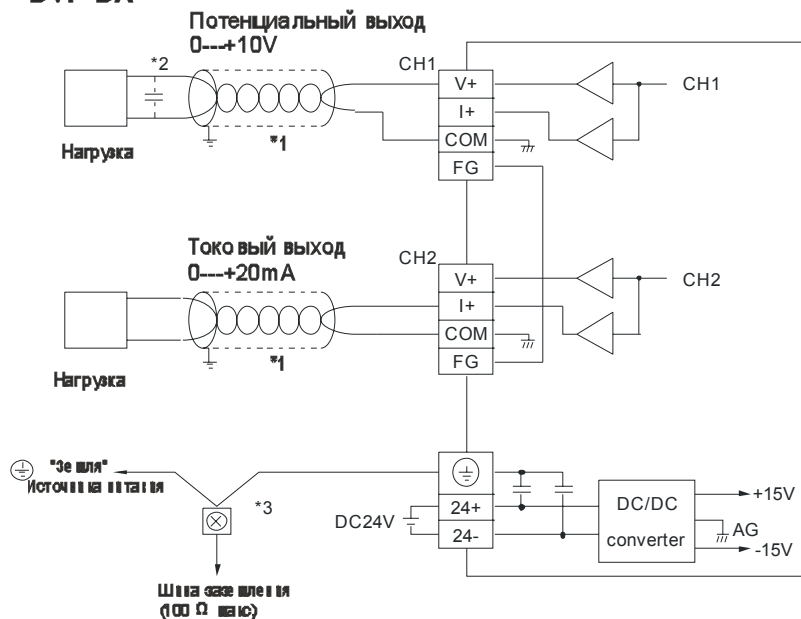 Потенциальный выход
0---+10V
*2
CH1
V+
CH1
I+
*1
COM
Нагрузка
FG
Токовый выход
0---+20mA
CH2
V+
CH2
I+
COM
*1
FG
Нагрузка
"Земля"
Источника питания
*3
DC24V
24+
24-
DC/DC
converter
+15V
AG
-15V
Шина заземления
(100 Ω макс)